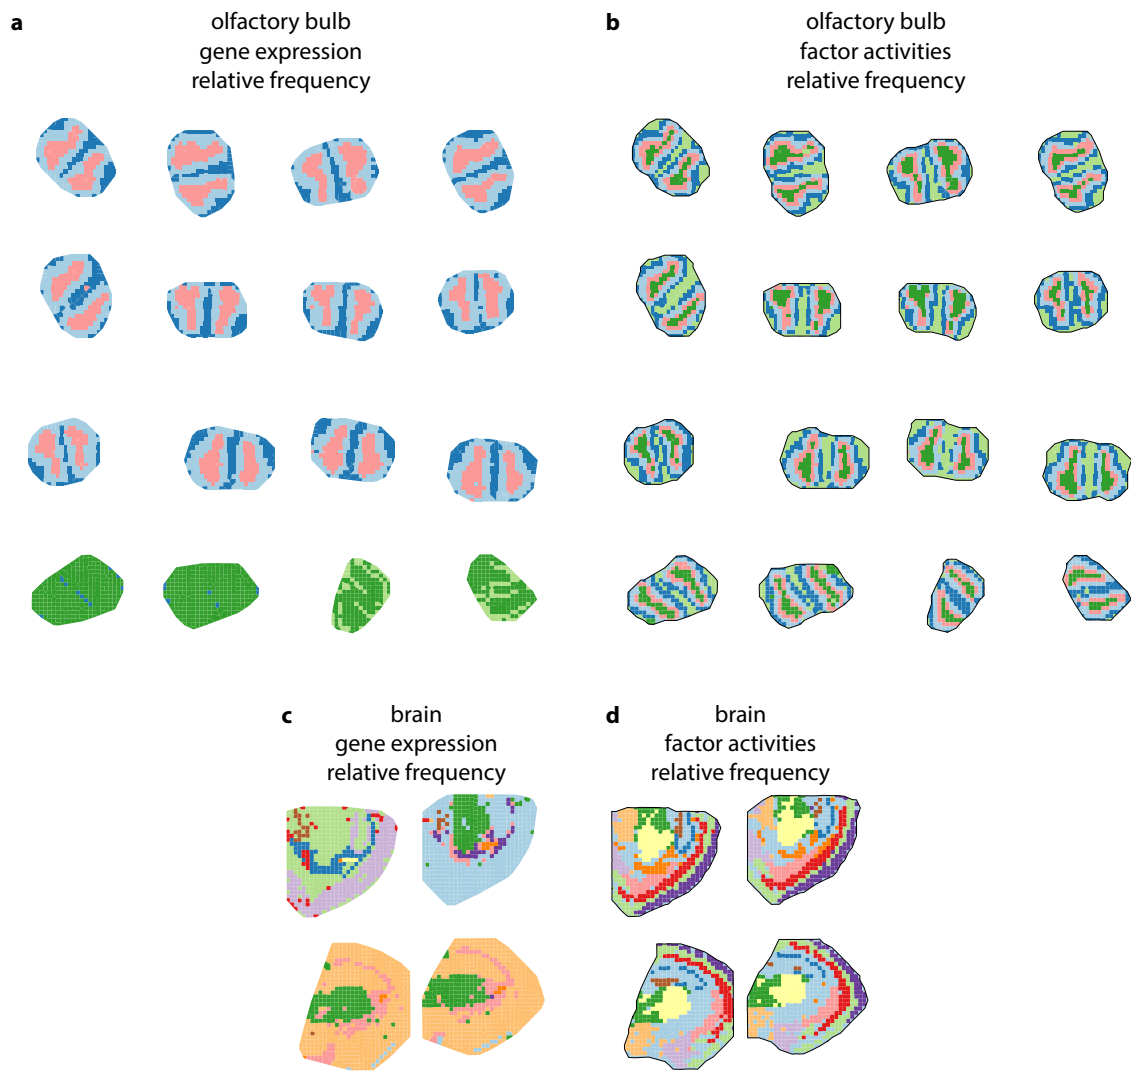 a
olfactory bulb
gene expression
relative frequency
b
olfactory bulb
factor activities
relative frequency
c
brain
gene expression
relative frequency
d
brain
factor activities
relative frequency